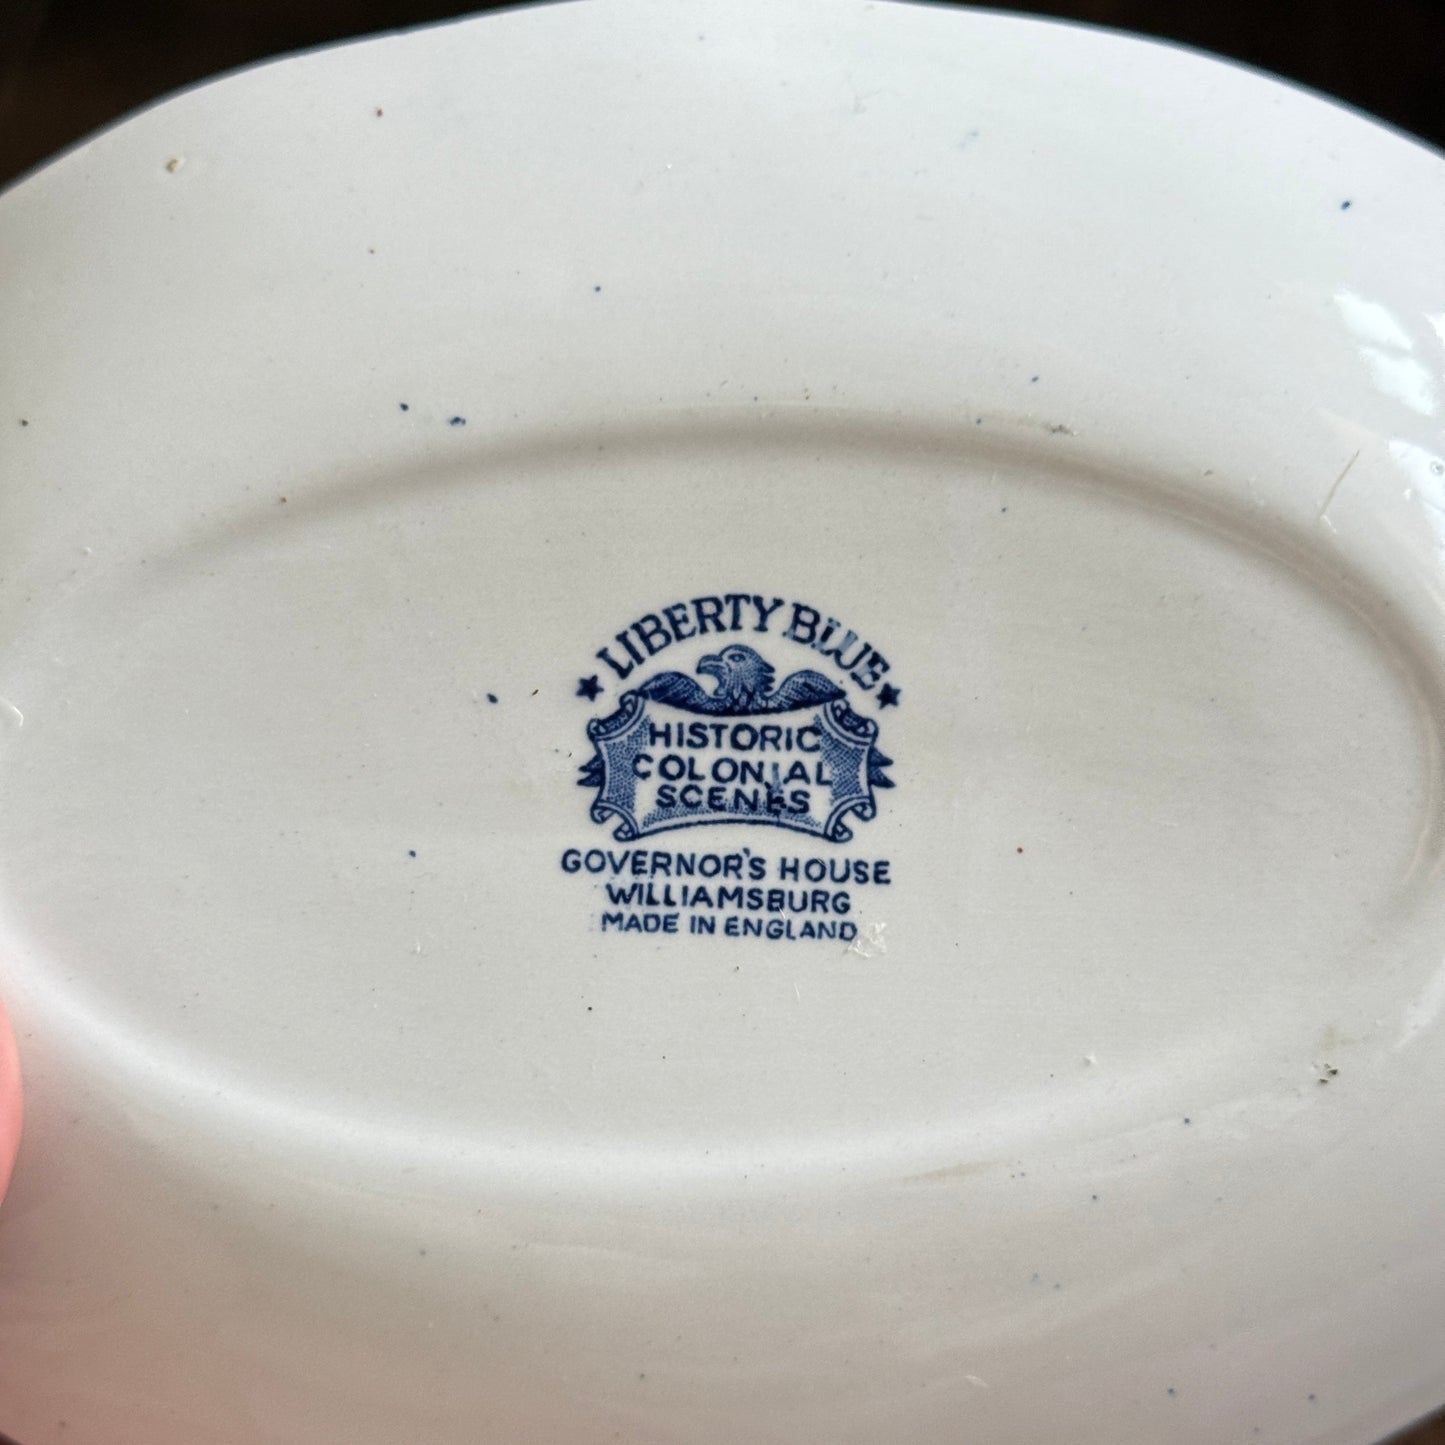 LIBERTY BLUE
HISTORIC
COLONIAL
SCENES
GOVERNOR'S HOUSE
WILLIAMSBURG
MADE IN ENGLAND